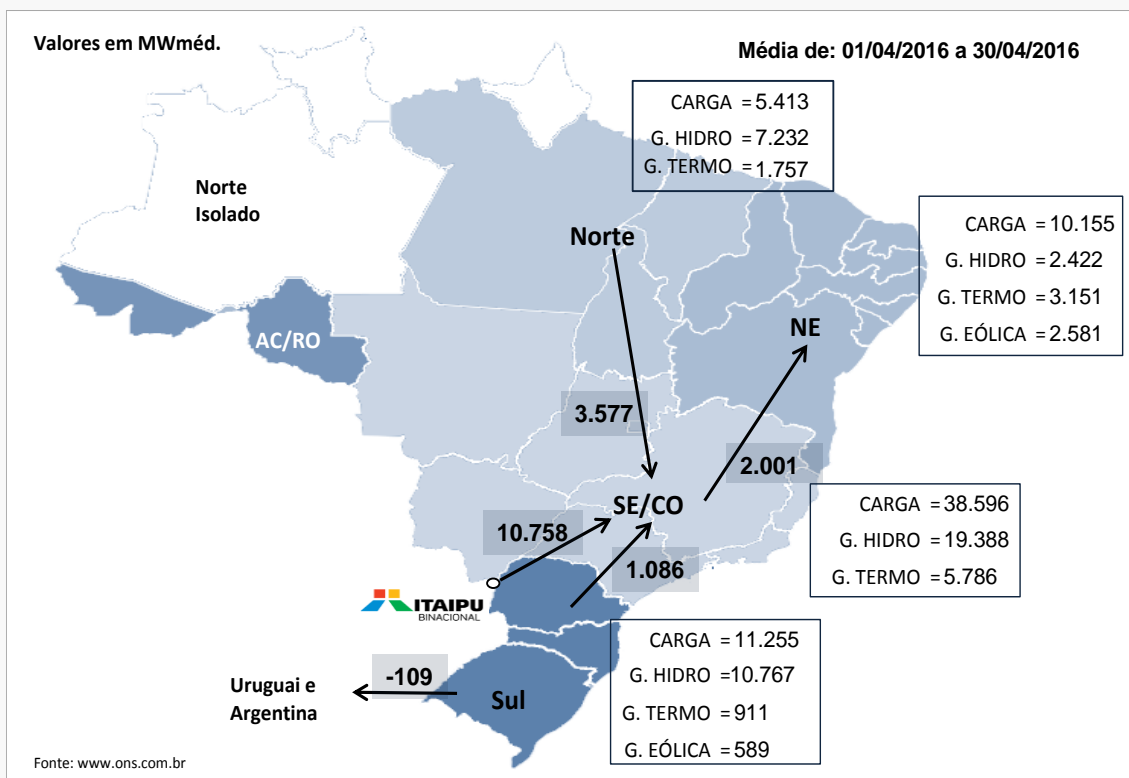 Valores em MWméd.
Média de: 01/04/2016 a 30/04/2016
CARGA = 5.413
G. HIDRO = 7.232
G. TERMO = 1.757
Norte
Isolado
Norte
CARGA = 10.155
G. HIDRO = 2.422
G. TERMO = 3.151
G. EÓLICA = 2.581
AC/RO
NE
3.577
2.001
SE/CO
CARGA = 38.596
G. HIDRO = 19.388
G. TERMO = 5.786
10.758
1.086
ITAIPU
BINACIONAL
CARGA = 11.255
G. HIDRO =10.767
G. TERMO = 911
G. EÓLICA = 589
-109
Uruguai e
Argentina
Sul
Fonte: www.ons.com.br